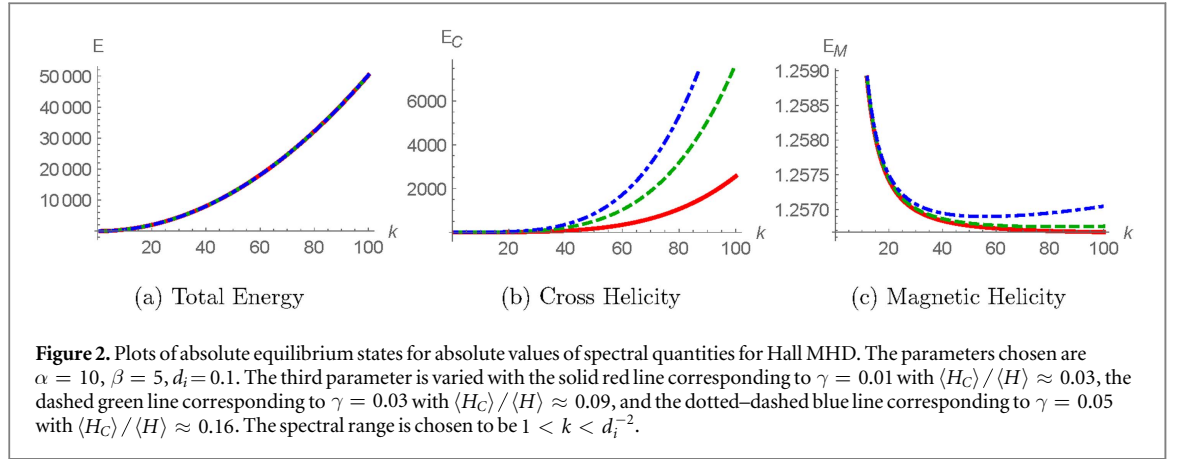 E
50 000
40 000
30 000
20 000
10 000
20 40 60 80 100 k
(a) Total Energy
E_C
6000
4000
2000
20 40 60 80 100 k
(b) Cross Helicity
E_M
1.2590
1.2585
1.2580
1.2575
1.2570
20 40 60 80 100 k
(c) Magnetic Helicity
Figure 2. Plots of absolute equilibrium states for absolute values of spectral quantities for Hall MHD. The parameters chosen are
α = 10, β = 5, d_i = 0.1. The third parameter is varied with the solid red line corresponding to γ = 0.01 with ⟨H_C⟩/⟨H⟩ ≈ 0.03, the
dashed green line corresponding to γ = 0.03 with ⟨H_C⟩/⟨H⟩ ≈ 0.09, and the dotted–dashed blue line corresponding to γ = 0.05
with ⟨H_C⟩/⟨H⟩ ≈ 0.16. The spectral range is chosen to be 1 < k < d_i^{-2}.